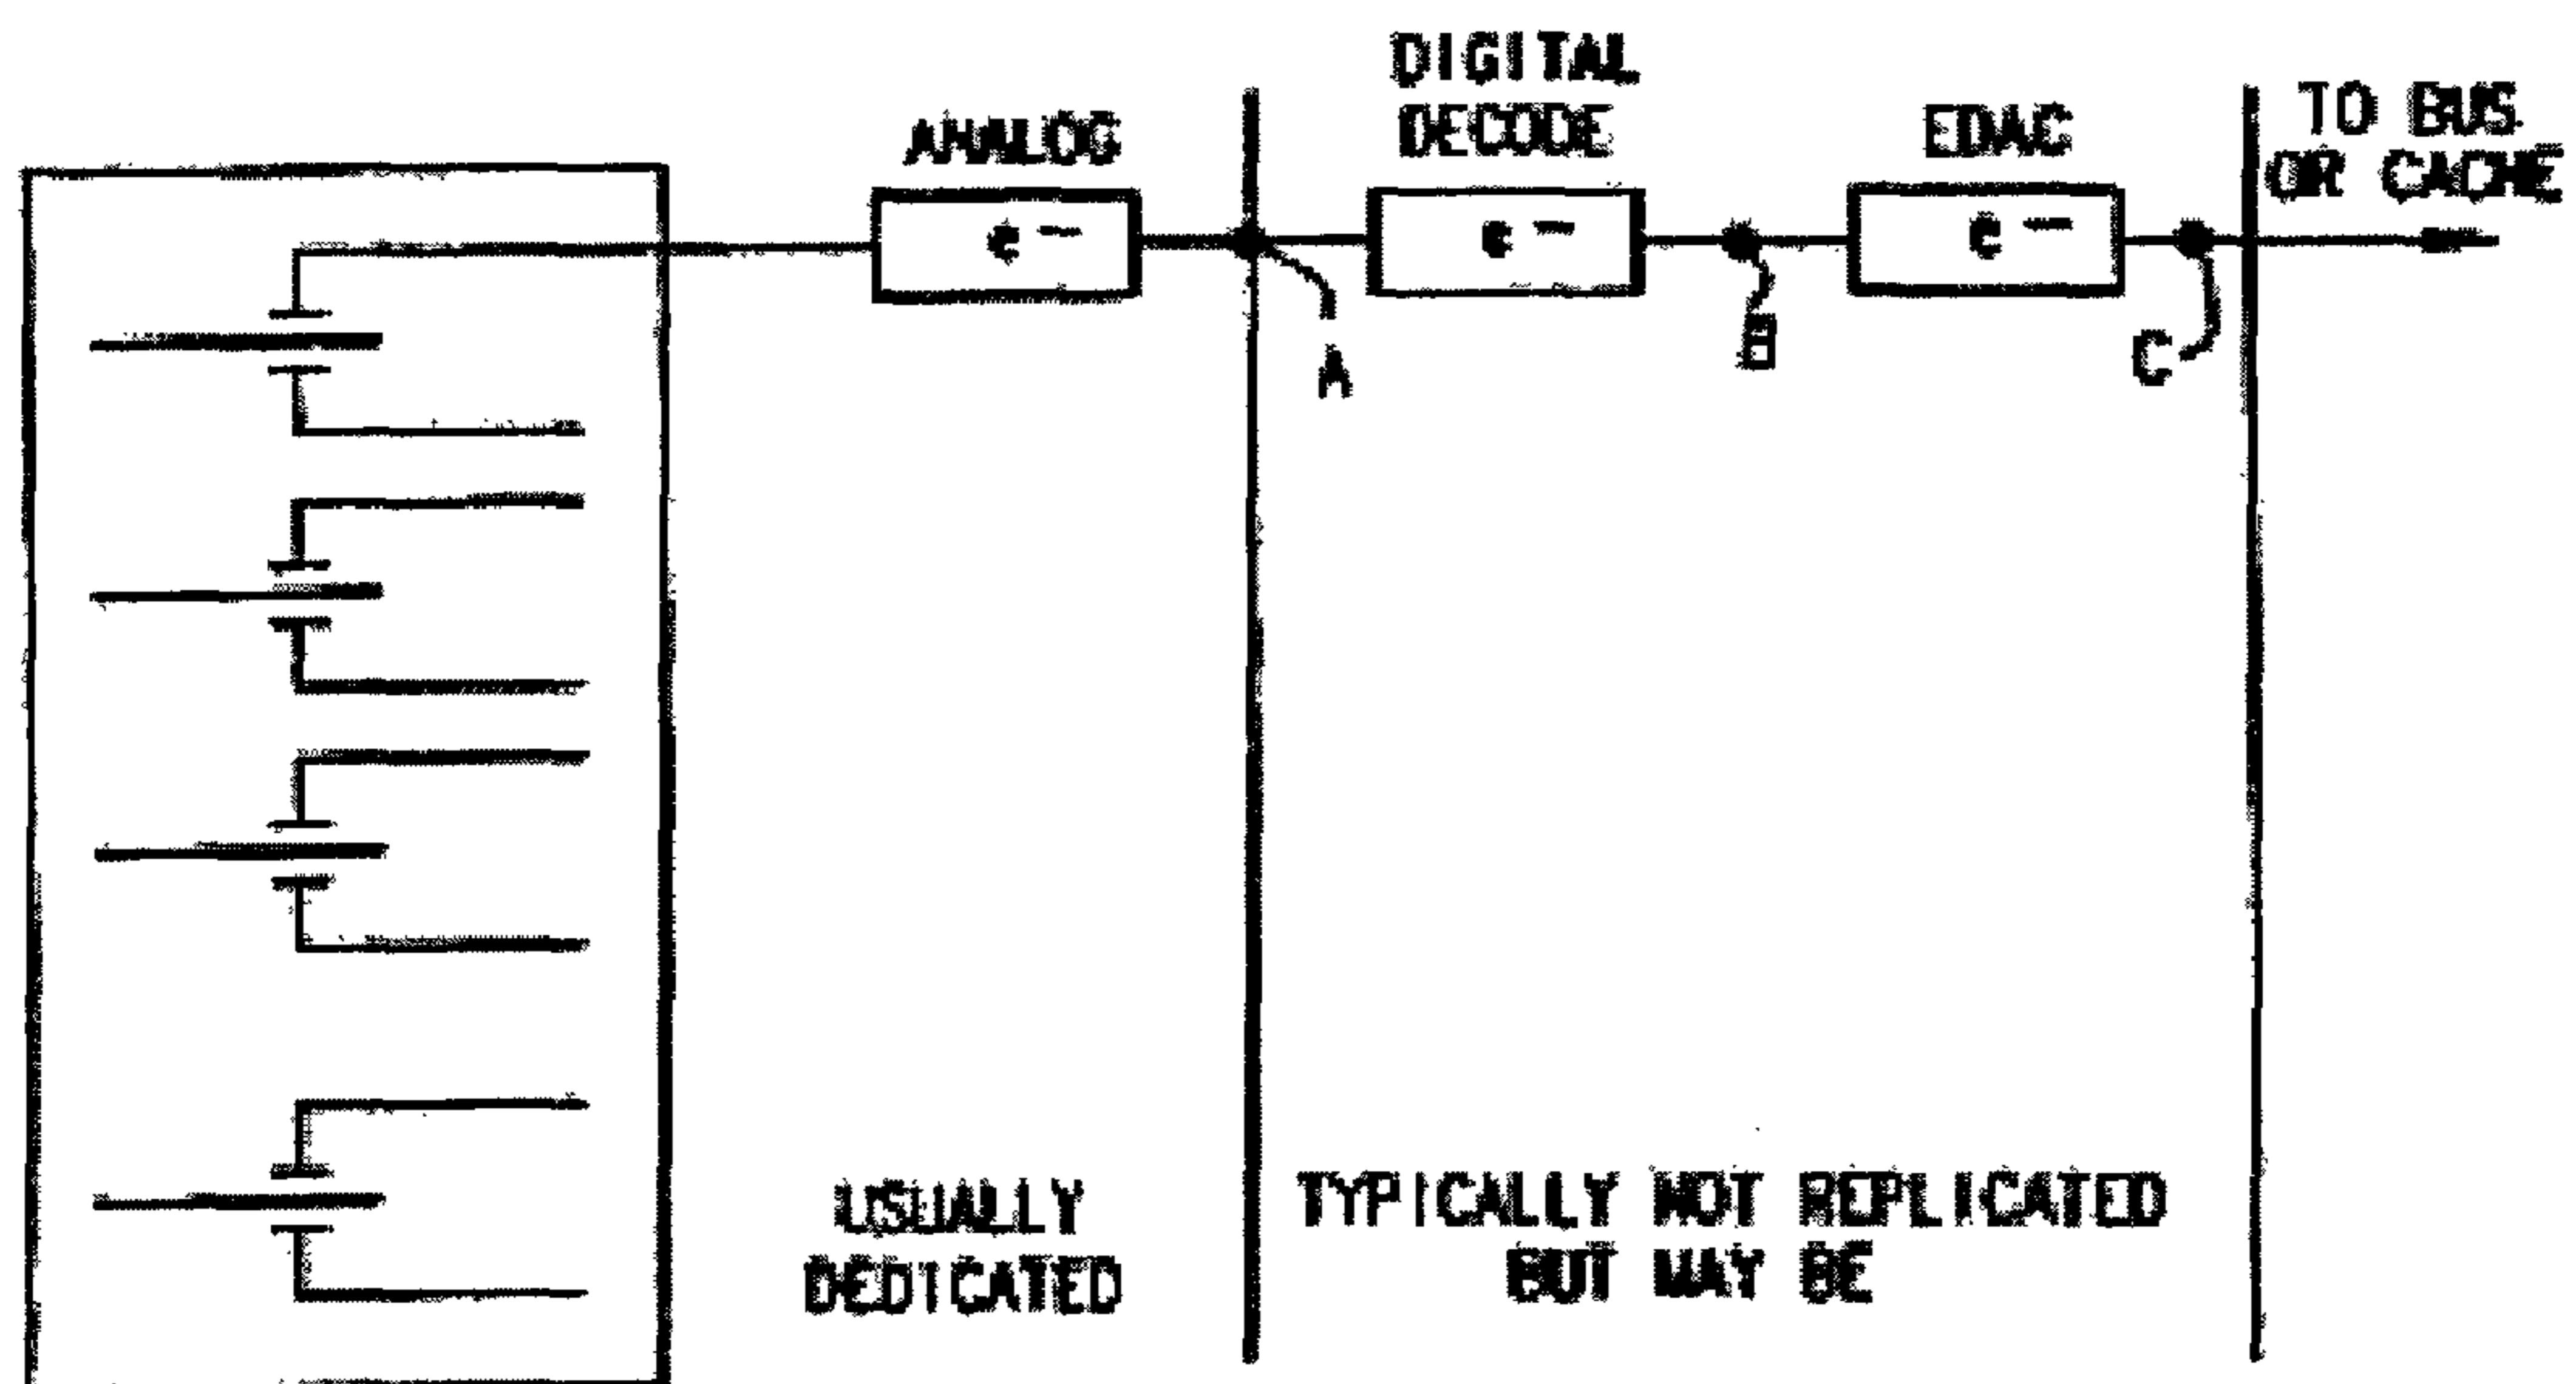 ANALOG
e-
DIGITAL
DECODE
e-
EDAC
e-
TO BUS
OR CACHE
A
B
C
USUALLY
DEDICATED
TYPICALLY NOT REPLICATED
BUT MAY BE